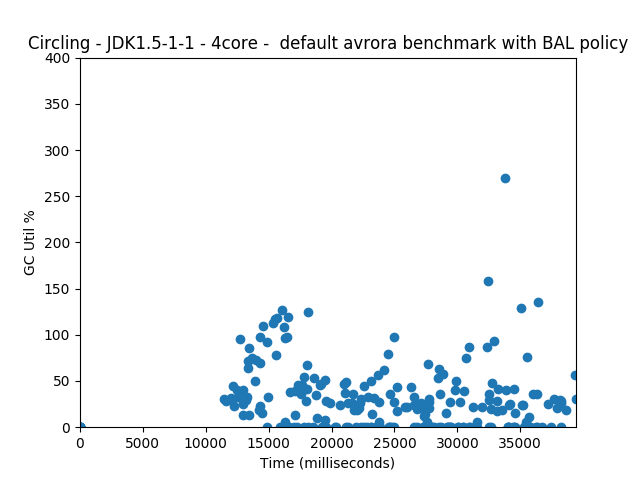 Circling - JDK1.5-1-1 - 4core -  default avrora benchmark with BAL policy
400
350
300
250
200
150
100
50
0
GC Util %
0 5000 10000 15000 20000 25000 30000 35000
Time (milliseconds)